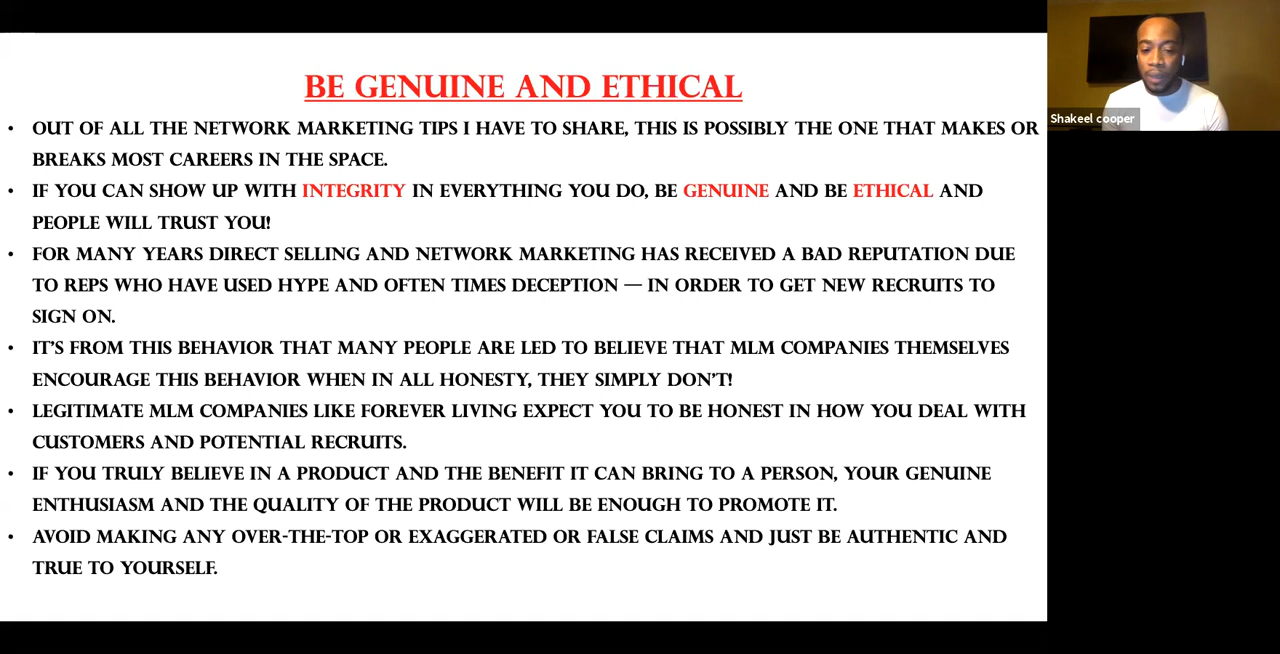 BE GENUINE AND ETHICAL
• OUT OF ALL THE NETWORK MARKETING TIPS I HAVE TO SHARE, THIS IS POSSIBLY THE ONE THAT MAKES OR
BREAKS MOST CAREERS IN THE SPACE.
• IF YOU CAN SHOW UP WITH INTEGRITY IN EVERYTHING YOU DO, BE GENUINE AND BE ETHICAL AND
PEOPLE WILL TRUST YOU!
• FOR MANY YEARS DIRECT SELLING AND NETWORK MARKETING HAS RECEIVED A BAD REPUTATION DUE
TO REPS WHO HAVE USED HYPE AND OFTEN TIMES DECEPTION — IN ORDER TO GET NEW RECRUITS TO
SIGN ON.
• IT'S FROM THIS BEHAVIOR THAT MANY PEOPLE ARE LED TO BELIEVE THAT MLM COMPANIES THEMSELVES
ENCOURAGE THIS BEHAVIOR WHEN IN ALL HONESTY, THEY SIMPLY DON'T!
• LEGITIMATE MLM COMPANIES LIKE FOREVER LIVING EXPECT YOU TO BE HONEST IN HOW YOU DEAL WITH
CUSTOMERS AND POTENTIAL RECRUITS.
• IF YOU TRULY BELIEVE IN A PRODUCT AND THE BENEFIT IT CAN BRING TO A PERSON, YOUR GENUINE
ENTHUSIASM AND THE QUALITY OF THE PRODUCT WILL BE ENOUGH TO PROMOTE IT.
• AVOID MAKING ANY OVER-THE-TOP OR EXAGGERATED OR FALSE CLAIMS AND JUST BE AUTHENTIC AND
TRUE TO YOURSELF.
Shakeel cooper